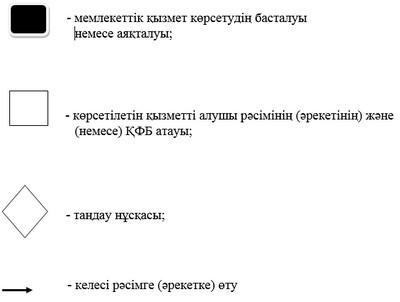 - мемлекеттік қызмет көрсетудің басталуы
немесе аяқталуы;
- көрсетілетін қызметті алушы рәсімінің (әрекетінің) және
(немесе) ҚФБ атауы;
- таңдау нұсқасы;
- келесі рәсімге (әрекетке) өту